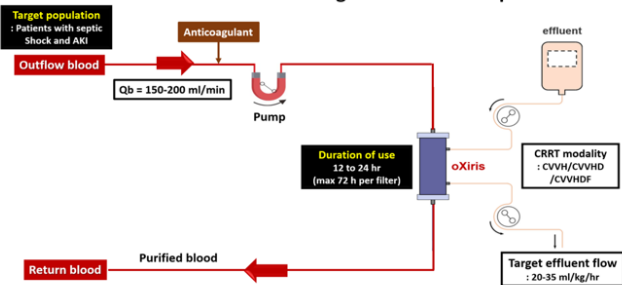 Target population
: Patients with septic
Shock and AKI
Anticoagulant
effluent
Outflow blood
Qb = 150-200 ml/min
Pump
Duration of use
12 to 24 hr
(max 72 h per filter)
oXiris
CRRT modality
: CVVH/CVVHD
/CVVHDF
Purified blood
Return blood
Target effluent flow
: 20-35 ml/kg/hr